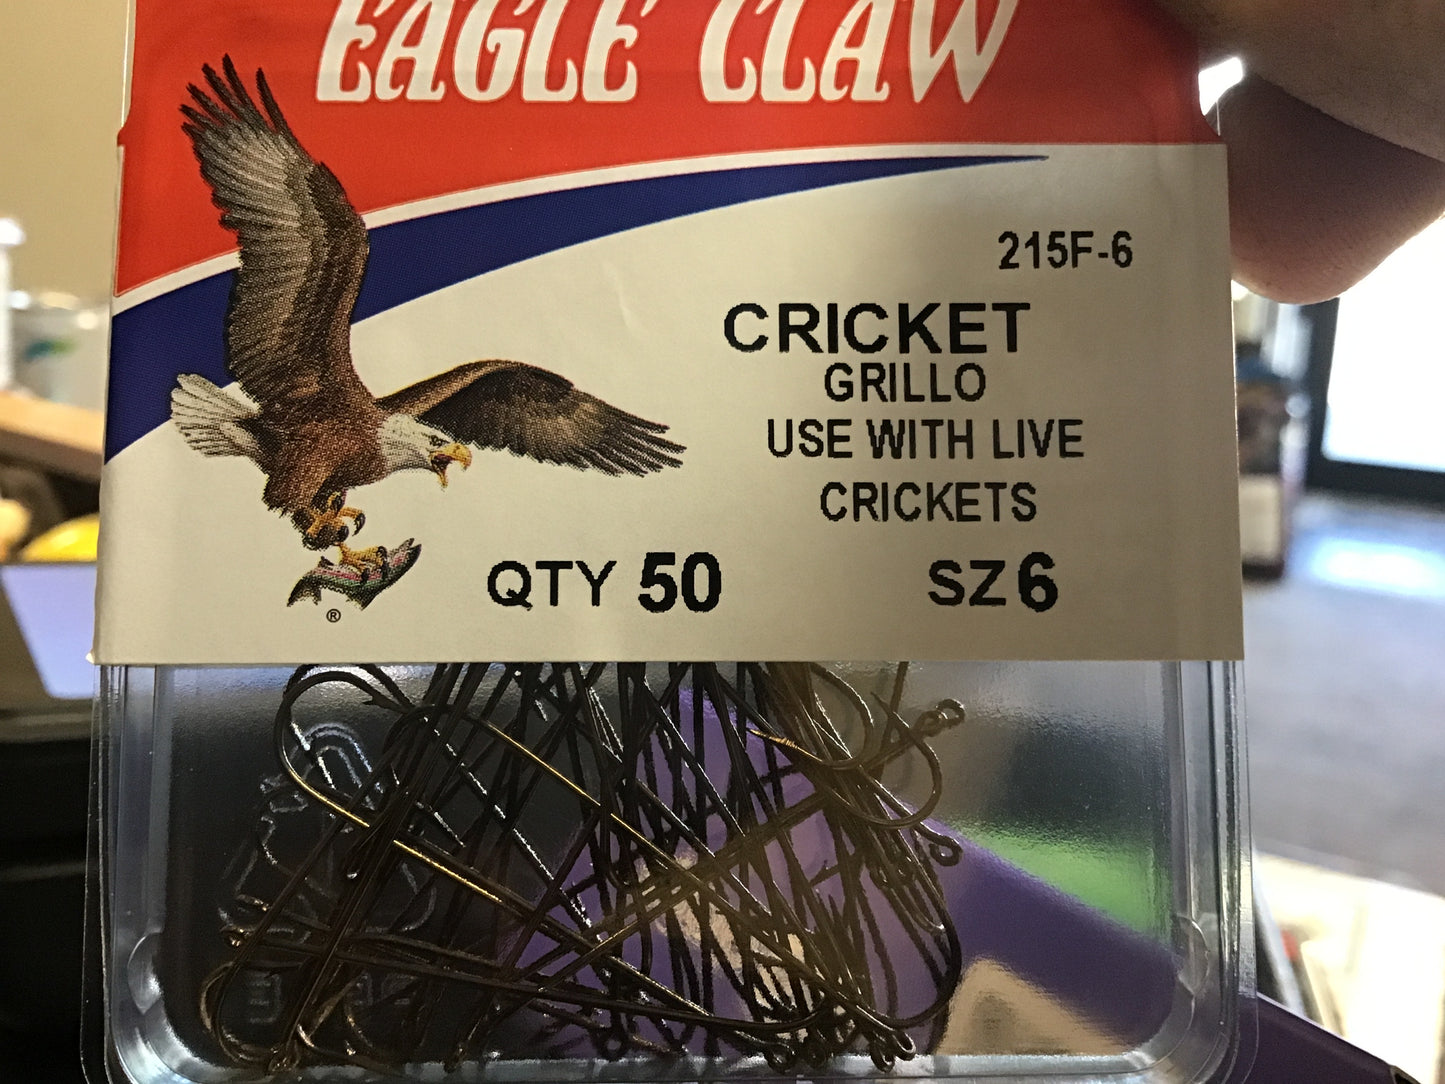 EAGLE CLAW
215F-6
CRICKET
GRILLO
USE WITH LIVE
CRICKETS
QTY 50 SZ 6
®